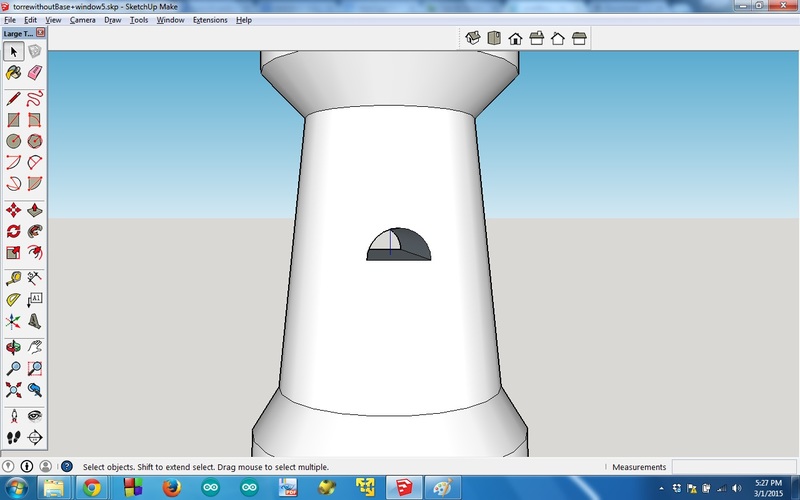 torrewithoutBase+window5.skp - SketchUp Make
File Edit View Camera Draw Tools Window Extensions Help
Large T...
A1
Select objects. Shift to extend select. Drag mouse to select multiple.
Measurements
PDF
5:27 PM
3/1/2015